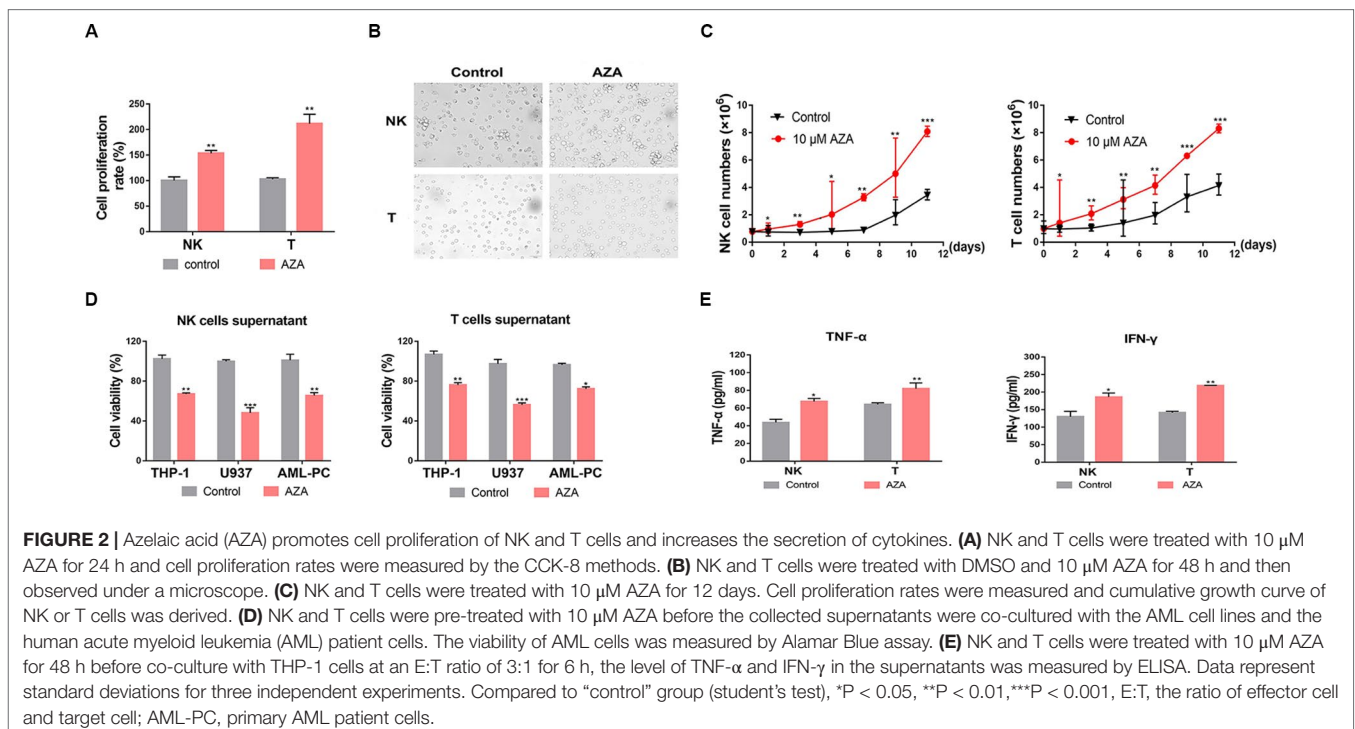 A
Cell proliferation
rate (%)
250
200
150
100
50
0
**
**
NK
T
control
AZA
B
Control
AZA
NK
T
C
NK cell numbers (×10⁶)
10
8
6
4
2
0
Control
10 μM AZA
*
**
*
**
**
***
0
2
4
6
8
10
12
(days)
T cell numbers (×10⁶)
10
8
6
4
2
0
Control
10 μM AZA
*
**
**
**
***
***
0
2
4
6
8
10
12
(days)
D
NK cells supernatant
Cell viability (%)
120
80
40
0
**
***
**
THP-1
U937
AML-PC
Control
AZA
T cells supernatant
Cell viability (%)
120
80
40
0
**
***
*
THP-1
U937
AML-PC
Control
AZA
E
TNF-α
TNF-α (pg/ml)
100
80
60
40
20
0
*
**
NK
T
Control
AZA
IFN-γ
IFN-γ (pg/ml)
300
250
200
150
100
50
0
*
**
NK
T
Control
AZA
FIGURE 2 | Azelaic acid (AZA) promotes cell proliferation of NK and T cells and increases the secretion of cytokines. (A) NK and T cells were treated with 10 μM
AZA for 24 h and cell proliferation rates were measured by the CCK-8 methods. (B) NK and T cells were treated with DMSO and 10 μM AZA for 48 h and then
observed under a microscope. (C) NK and T cells were treated with 10 μM AZA for 12 days. Cell proliferation rates were measured and cumulative growth curve of
NK or T cells was derived. (D) NK and T cells were pre-treated with 10 μM AZA before the collected supernatants were co-cultured with the AML cell lines and the
human acute myeloid leukemia (AML) patient cells. The viability of AML cells was measured by Alamar Blue assay. (E) NK and T cells were treated with 10 μM AZA
for 48 h before co-culture with THP-1 cells at an E:T ratio of 3:1 for 6 h, the level of TNF-α and IFN-γ in the supernatants was measured by ELISA. Data represent
standard deviations for three independent experiments. Compared to “control” group (student’s test), *P < 0.05, **P < 0.01,***P < 0.001, E:T, the ratio of effector cell
and target cell; AML-PC, primary AML patient cells.